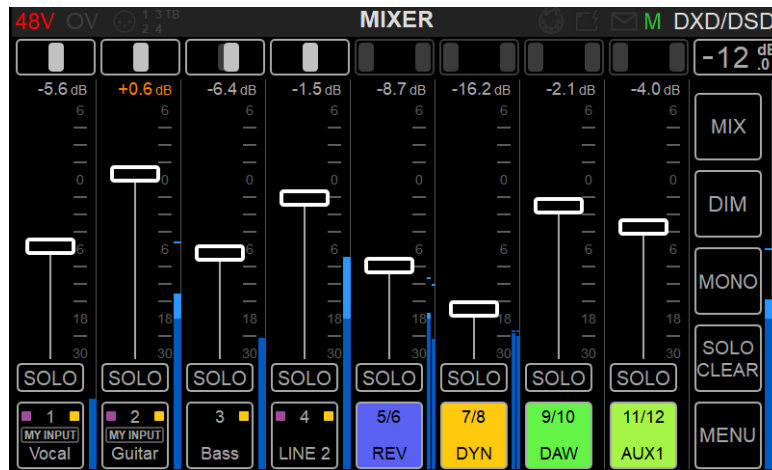 48V OV 1 3 TB 2 4 MIXER M DXD/DSD
-12 dB .0
-5.6 dB +0.6 dB -6.4 dB -1.5 dB -8.7 dB -16.2 dB -2.1 dB -4.0 dB
6 6 6 6 6 6 6 6
MIX
0 0 0 0 0 0 0 0
DIM
6 6 6 6 6 6 6 6
MONO
18 18 18 18 18 18 18 18
30 30 30 30 30 30 30 30
SOLO CLEAR
SOLO SOLO SOLO SOLO SOLO SOLO SOLO SOLO
1 2 3 4 5/6 7/8 9/10 11/12
MY INPUT MY INPUT
MENU
Vocal Guitar Bass LINE 2 REV DYN DAW AUX1